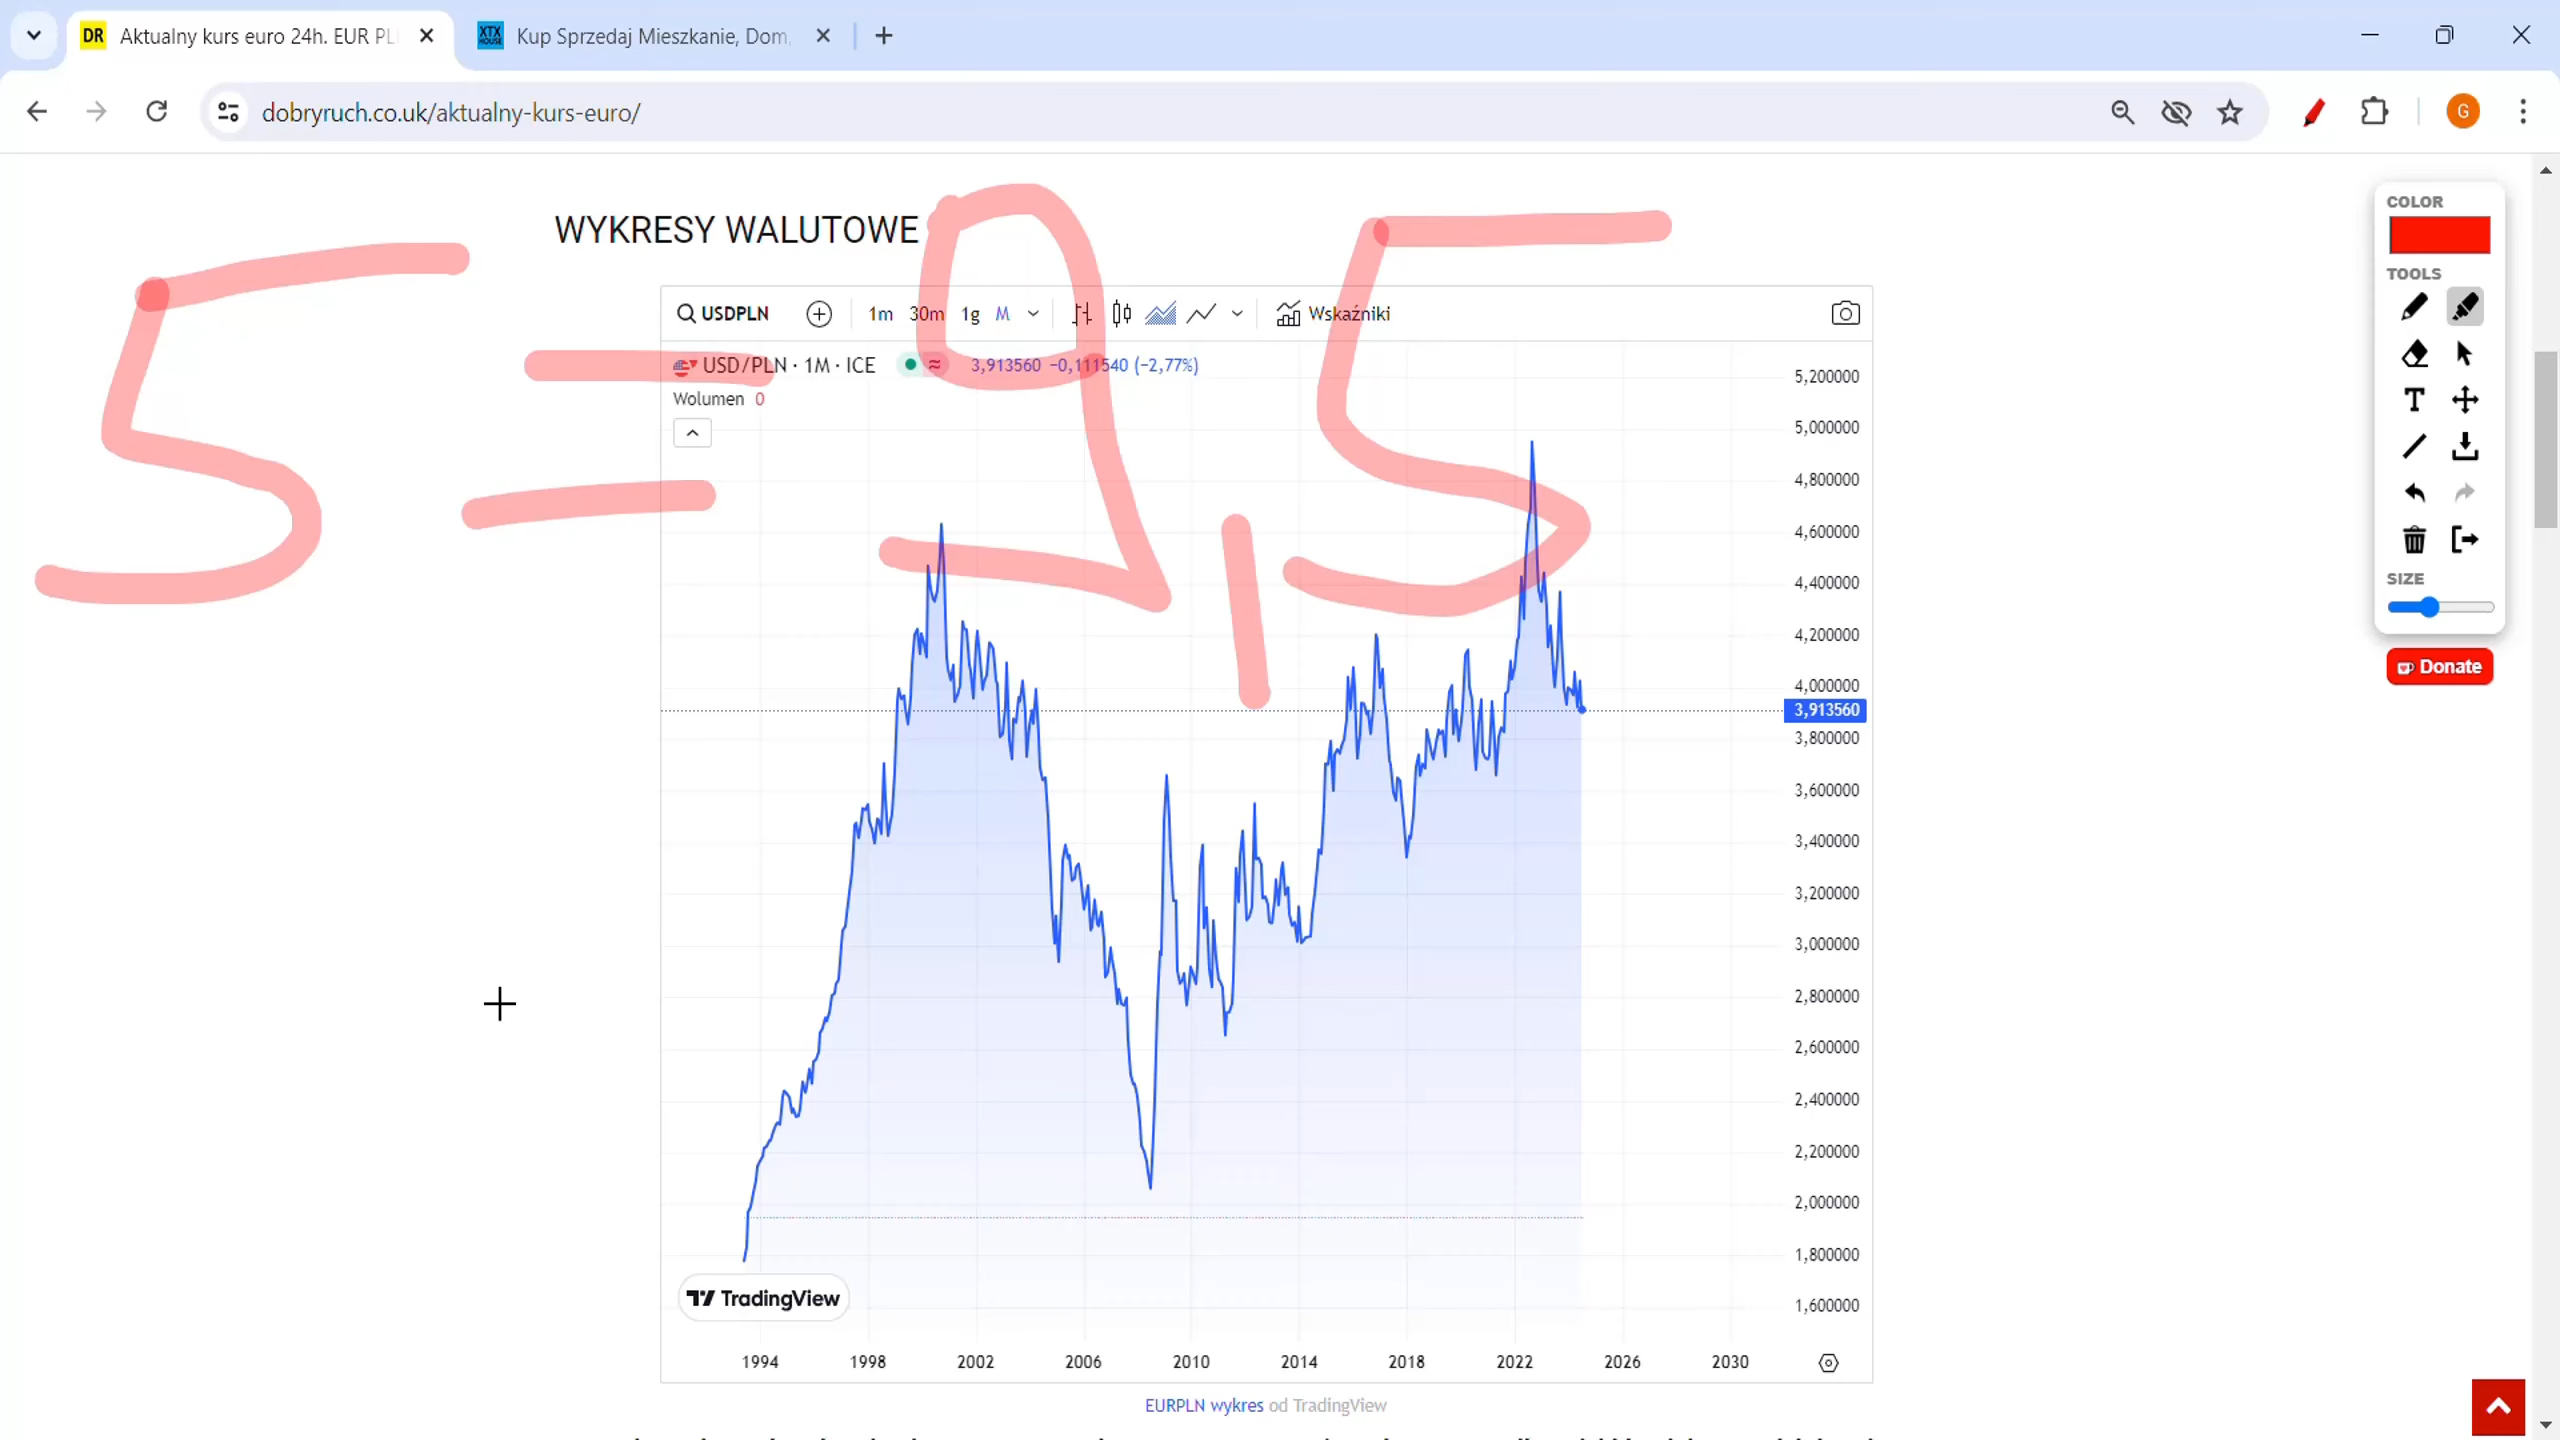 DR Aktualny kurs euro 24h. EUR PL
XTX HOUSE Kup Sprzedaj Mieszkanie, Dom,
dobryruch.co.uk/aktualny-kurs-euro/
G
WYKRESY WALUTOWE
5 = 9,5
USDPLN 1m 30m 1g M Wskaźniki
USD/PLN · 1M · ICE 3,913560 −0,111540 (−2,77%)
Wolumen 0
5,200000
5,000000
4,800000
4,600000
4,400000
4,200000
4,000000
3,913560
3,800000
3,600000
3,400000
3,200000
3,000000
2,800000
2,600000
2,400000
2,200000
2,000000
1,800000
1,600000
TradingView
1994 1998 2002 2006 2010 2014 2018 2022 2026 2030
EURPLN wykres od TradingView
COLOR
TOOLS
T
SIZE
Donate